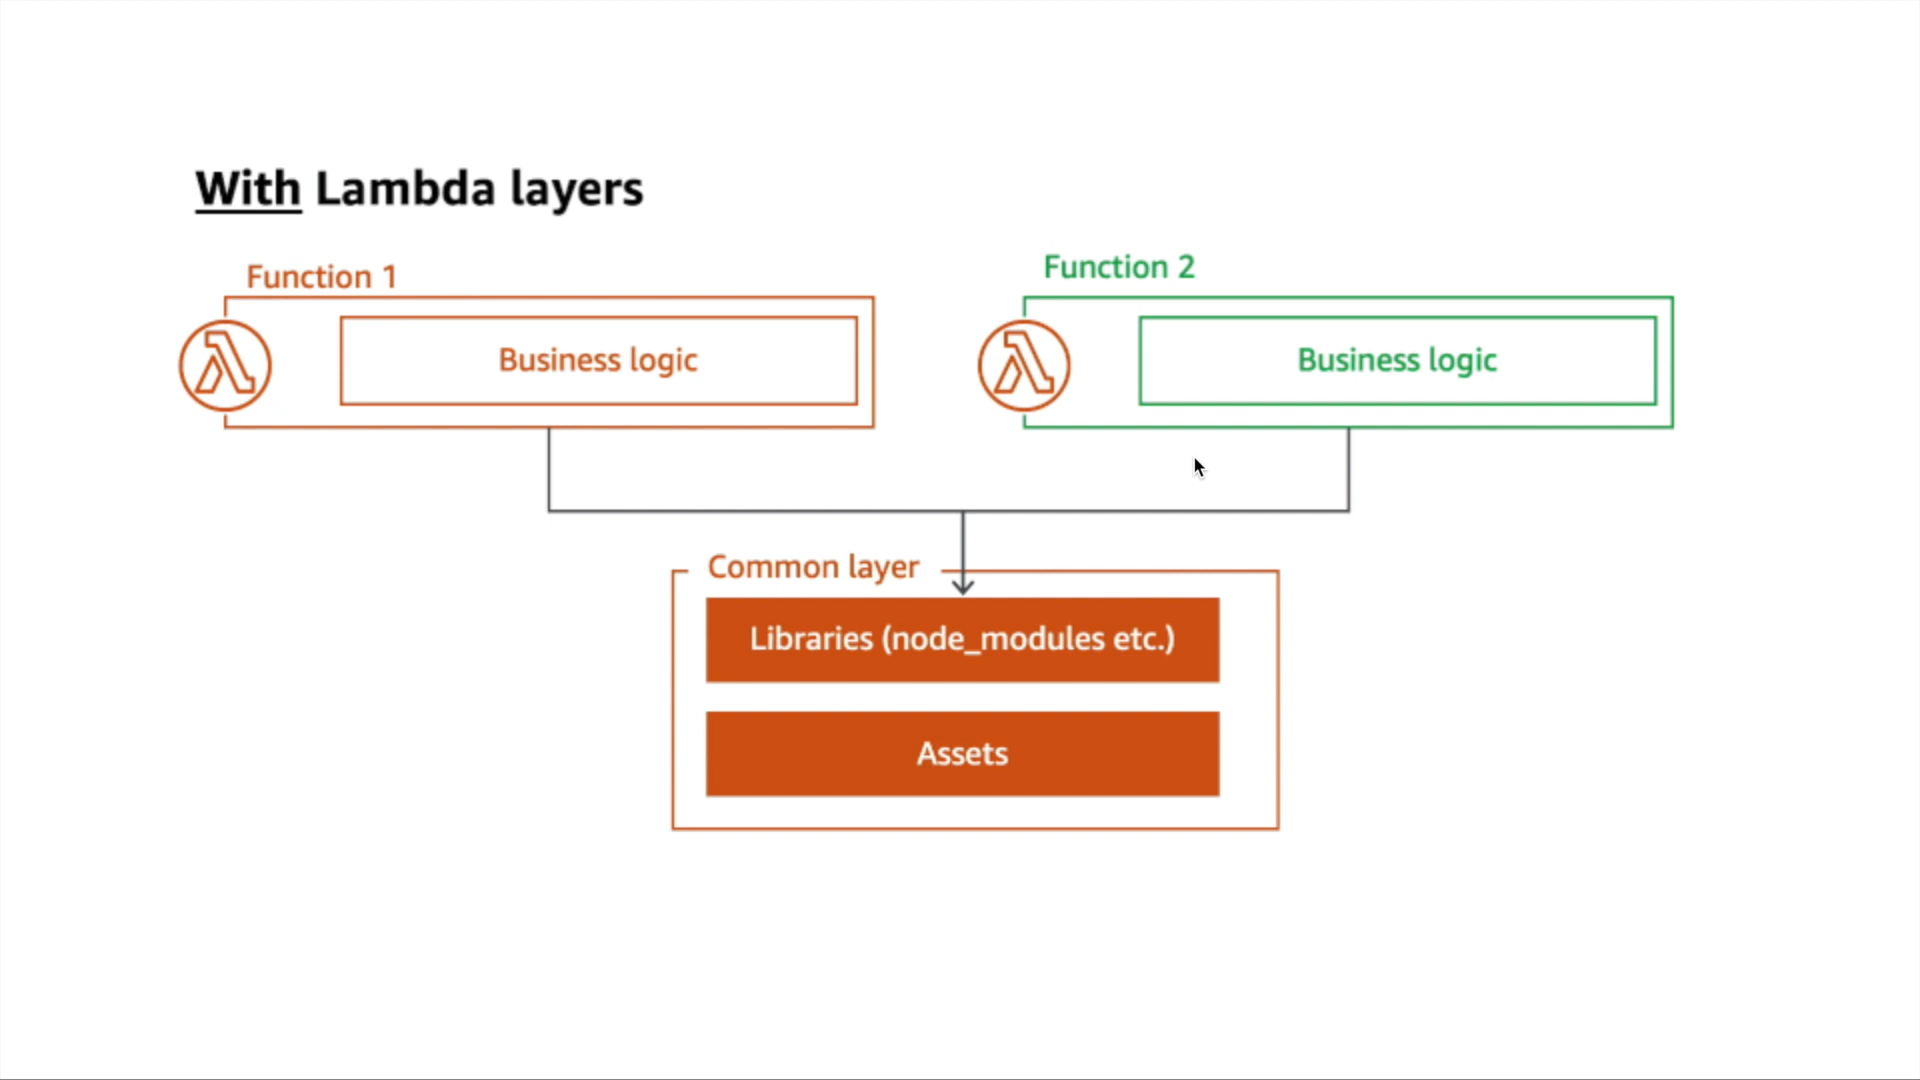 With Lambda layers
Function 1
Function 2
Business logic
Business logic
Common layer
Libraries (node_modules etc.)
Assets